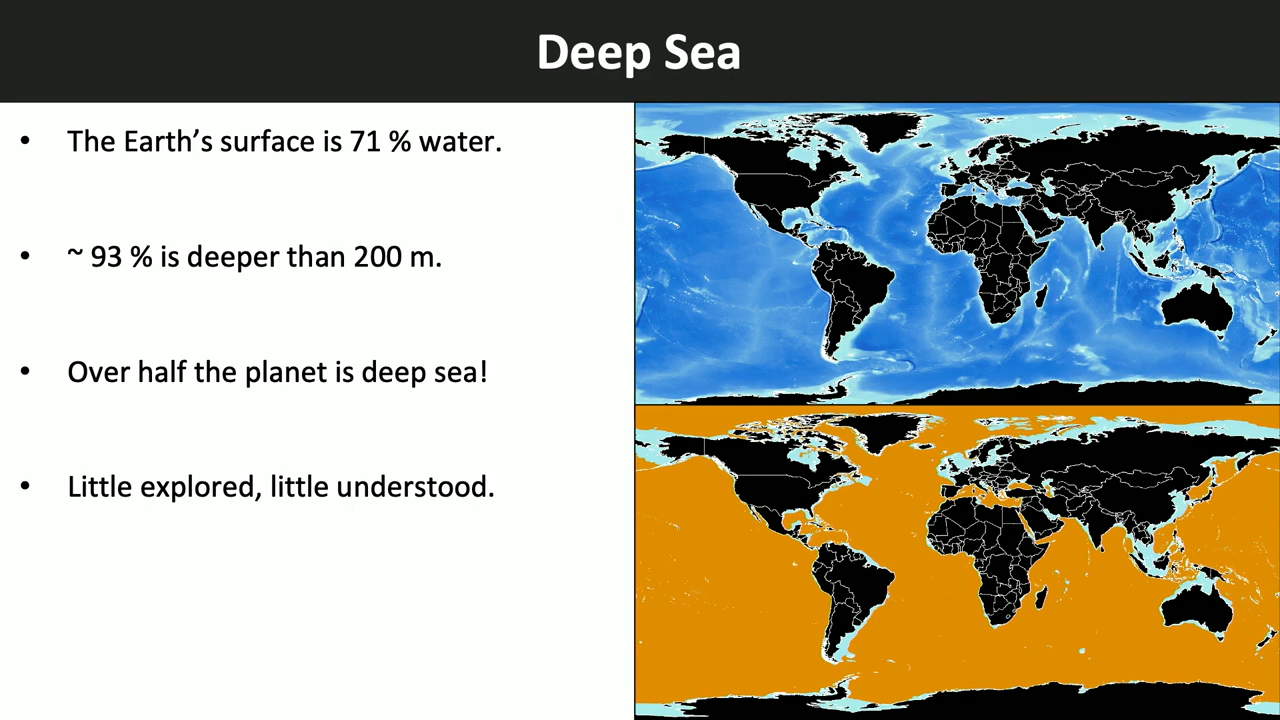 Deep Sea
• The Earth’s surface is 71 % water.
• ~ 93 % is deeper than 200 m.
• Over half the planet is deep sea!
• Little explored, little understood.